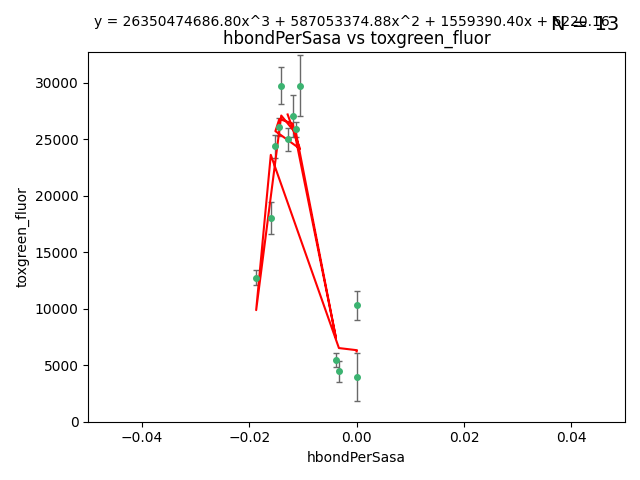 y = 26350474686.80x^3 + 587053374.88x^2 + 1559390.40x + 6220.16
N = 13
hbondPerSasa vs toxgreen_fluor
30000
25000
20000
15000
10000
5000
0
toxgreen_fluor
−0.04
−0.02
0.00
0.02
0.04
hbondPerSasa